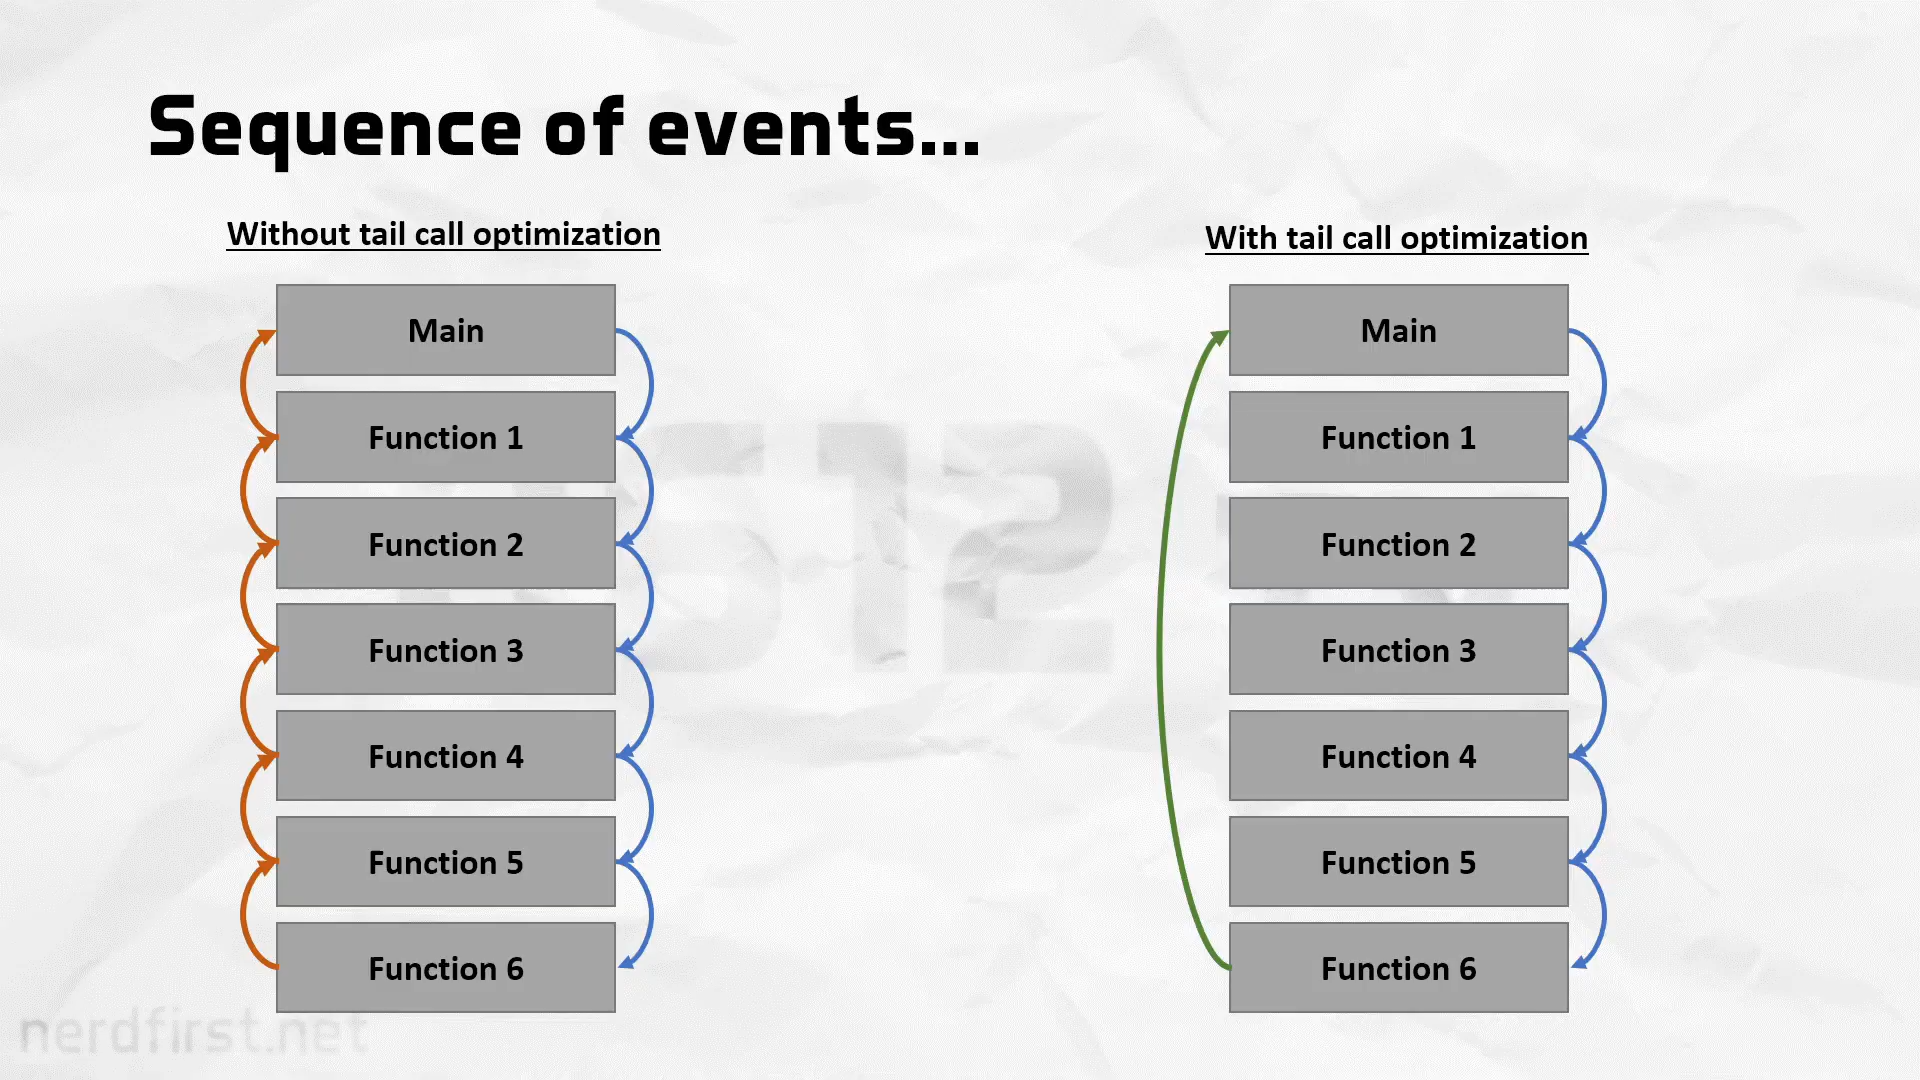 Sequence of events...
Without tail call optimization
Main
Function 1
Function 2
Function 3
Function 4
Function 5
Function 6
With tail call optimization
Main
Function 1
Function 2
Function 3
Function 4
Function 5
Function 6
512
nerdfirst.net